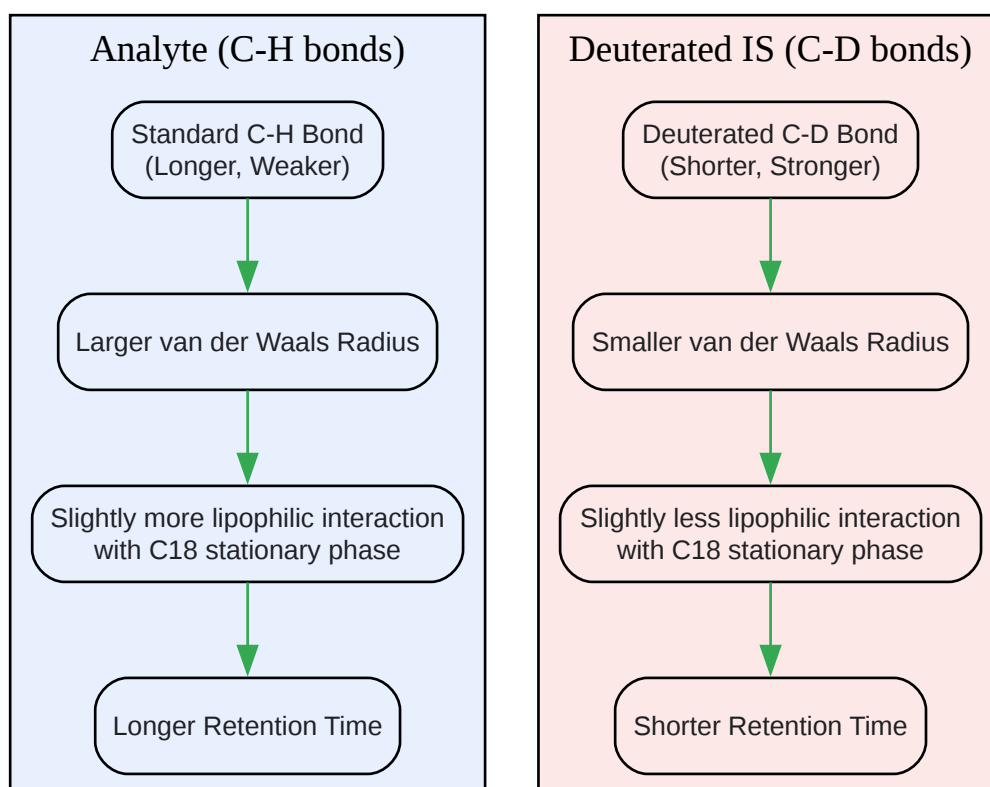 Analyte (C-H bonds)
Standard C-H Bond
(Longer, Weaker)
Larger van der Waals Radius
Slightly more lipophilic interaction
with C18 stationary phase
Longer Retention Time
Deuterated IS (C-D bonds)
Deuterated C-D Bond
(Shorter, Stronger)
Smaller van der Waals Radius
Slightly less lipophilic interaction
with C18 stationary phase
Shorter Retention Time